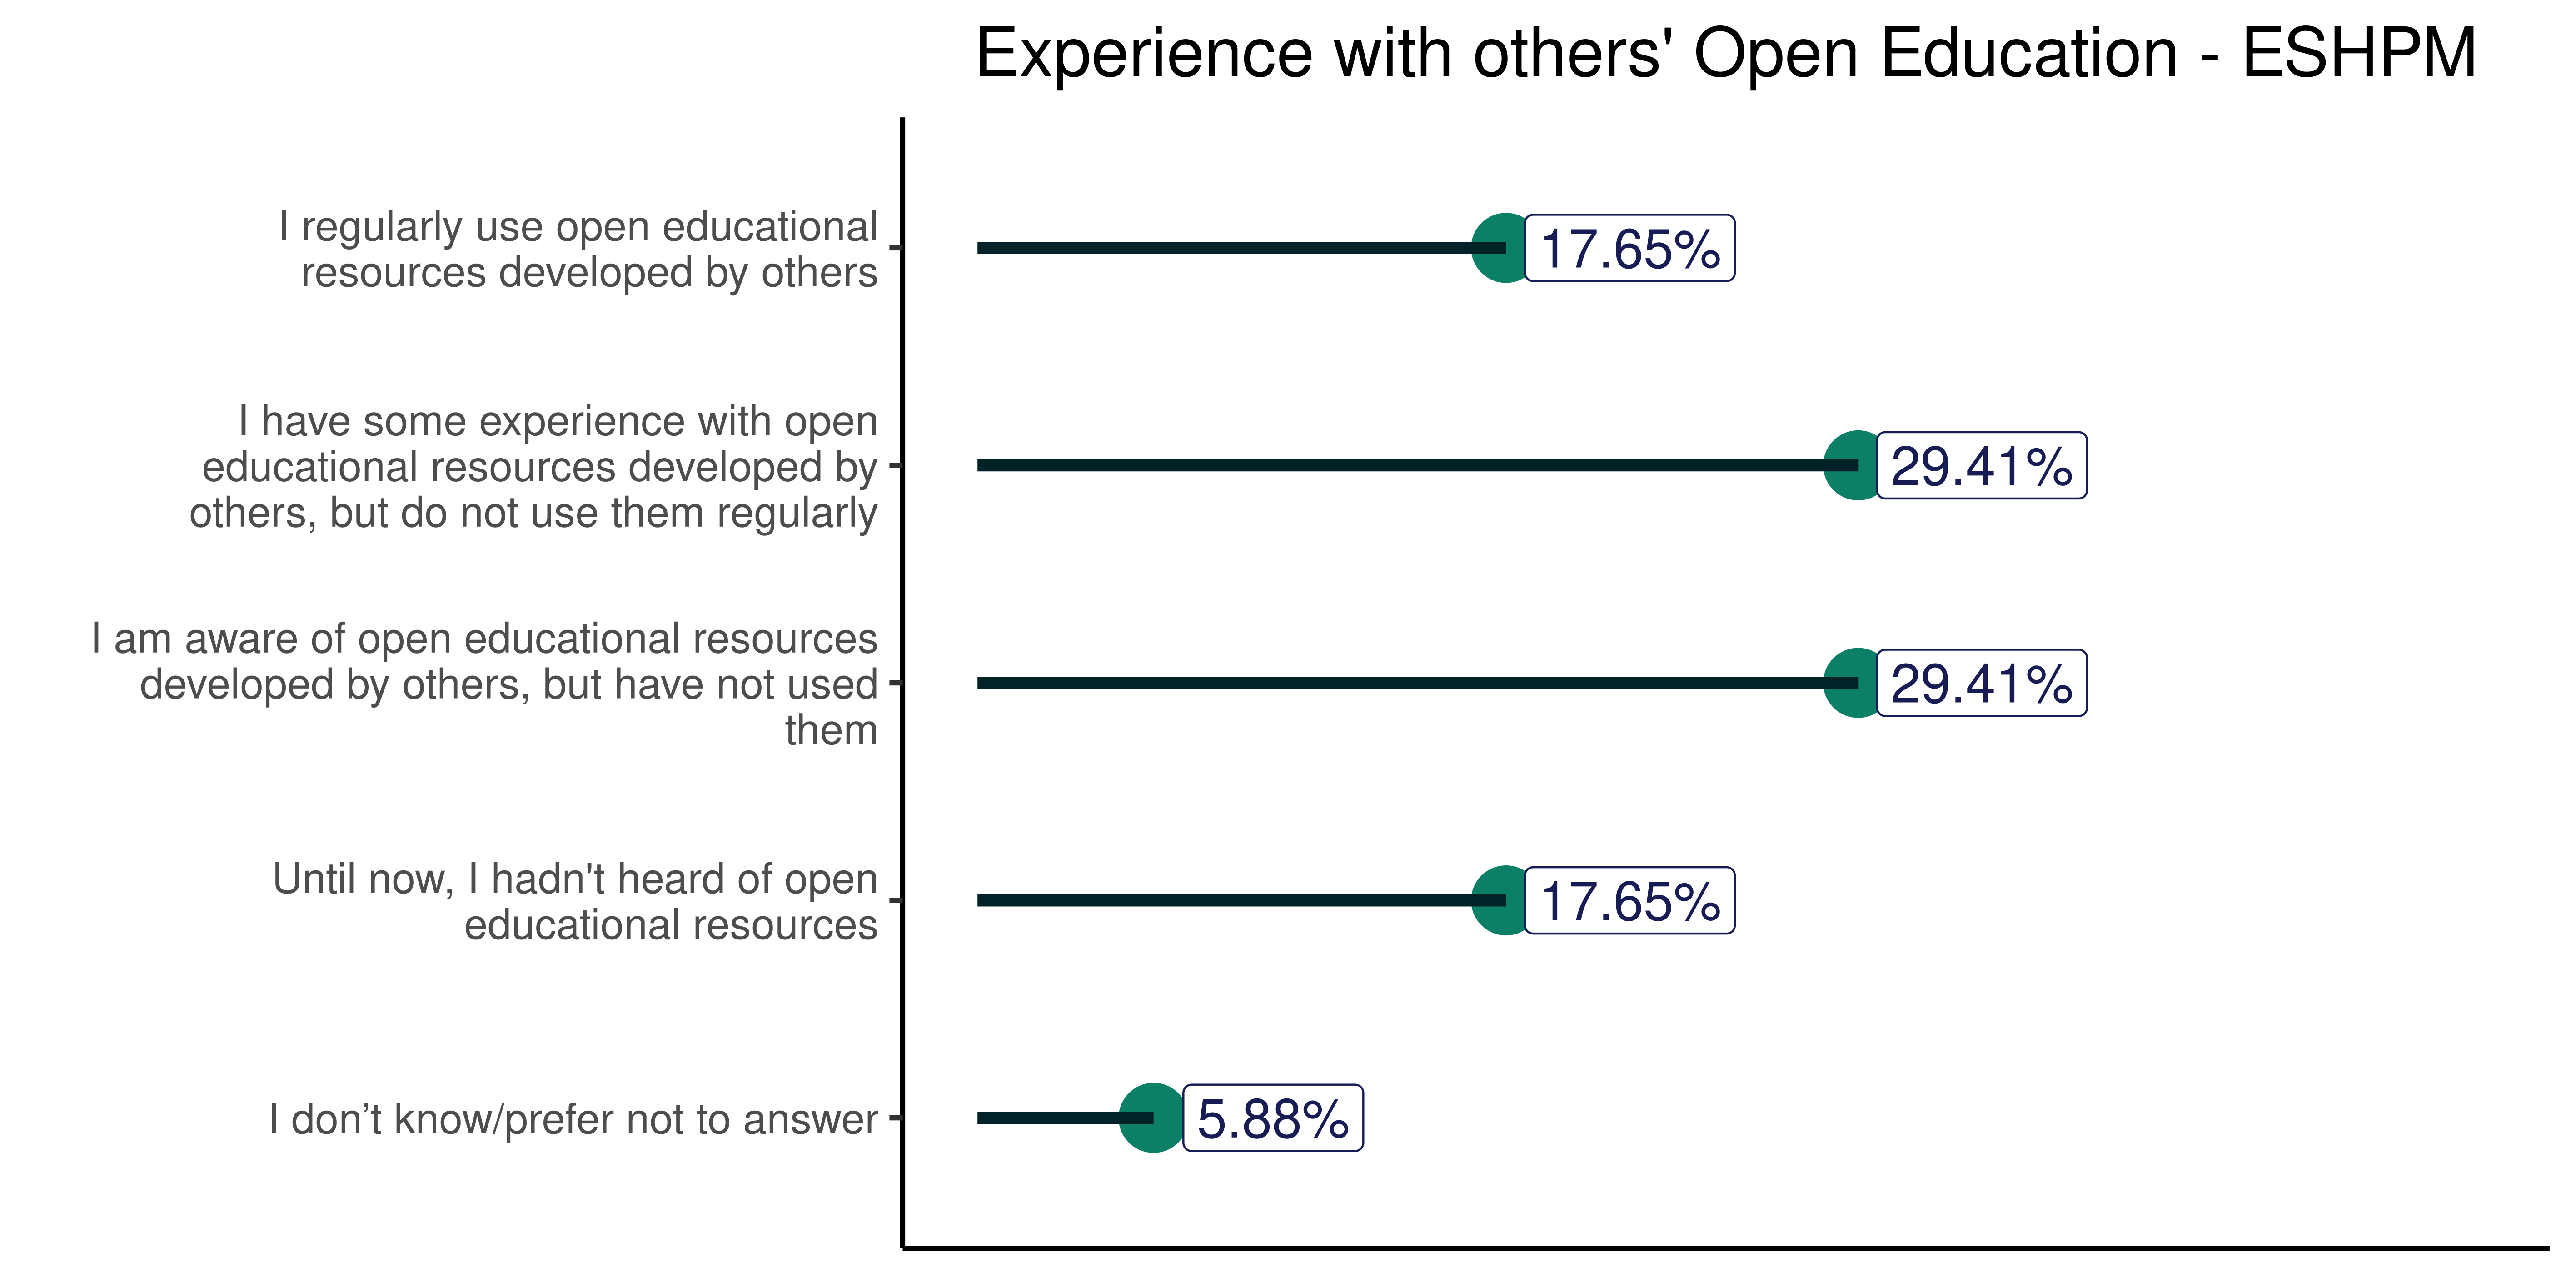 Experience with others' Open Education - ESHPM
I regularly use open educational
resources developed by others
17.65%
I have some experience with open
educational resources developed by
others, but do not use them regularly
29.41%
I am aware of open educational resources
developed by others, but have not used
them
29.41%
Until now, I hadn't heard of open
educational resources
17.65%
I don’t know/prefer not to answer
5.88%